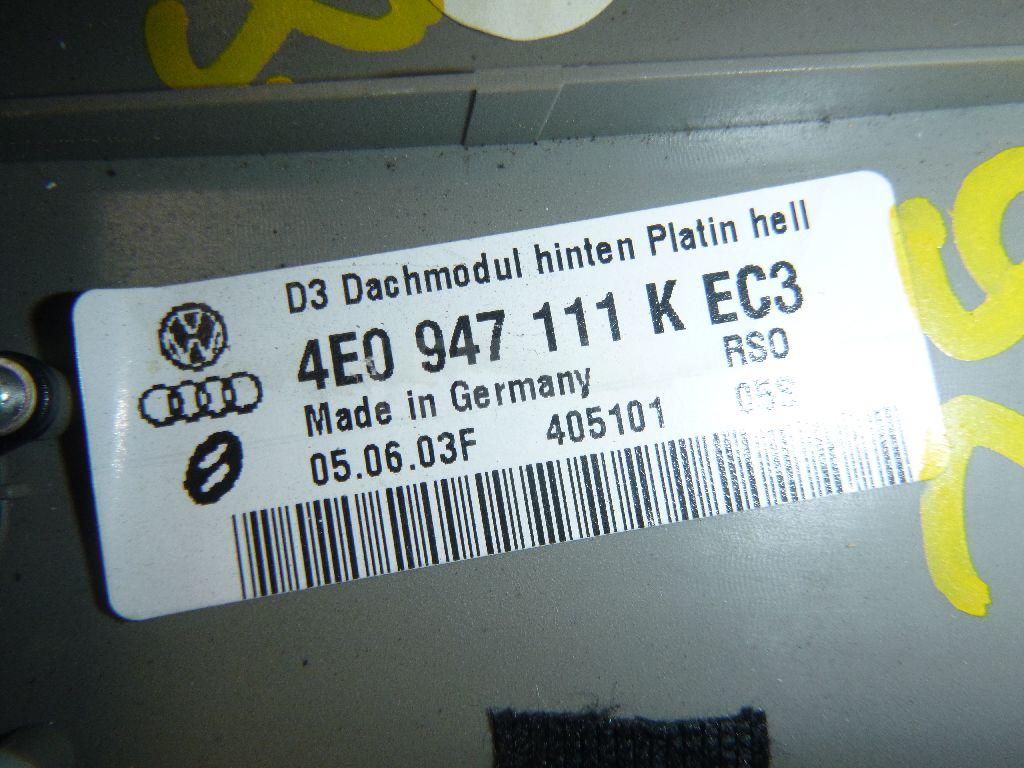 D3 Dachmodul hinten Platin hell
4E0 947 111 K EC3
Made in Germany RSO
05.06.03F 405101